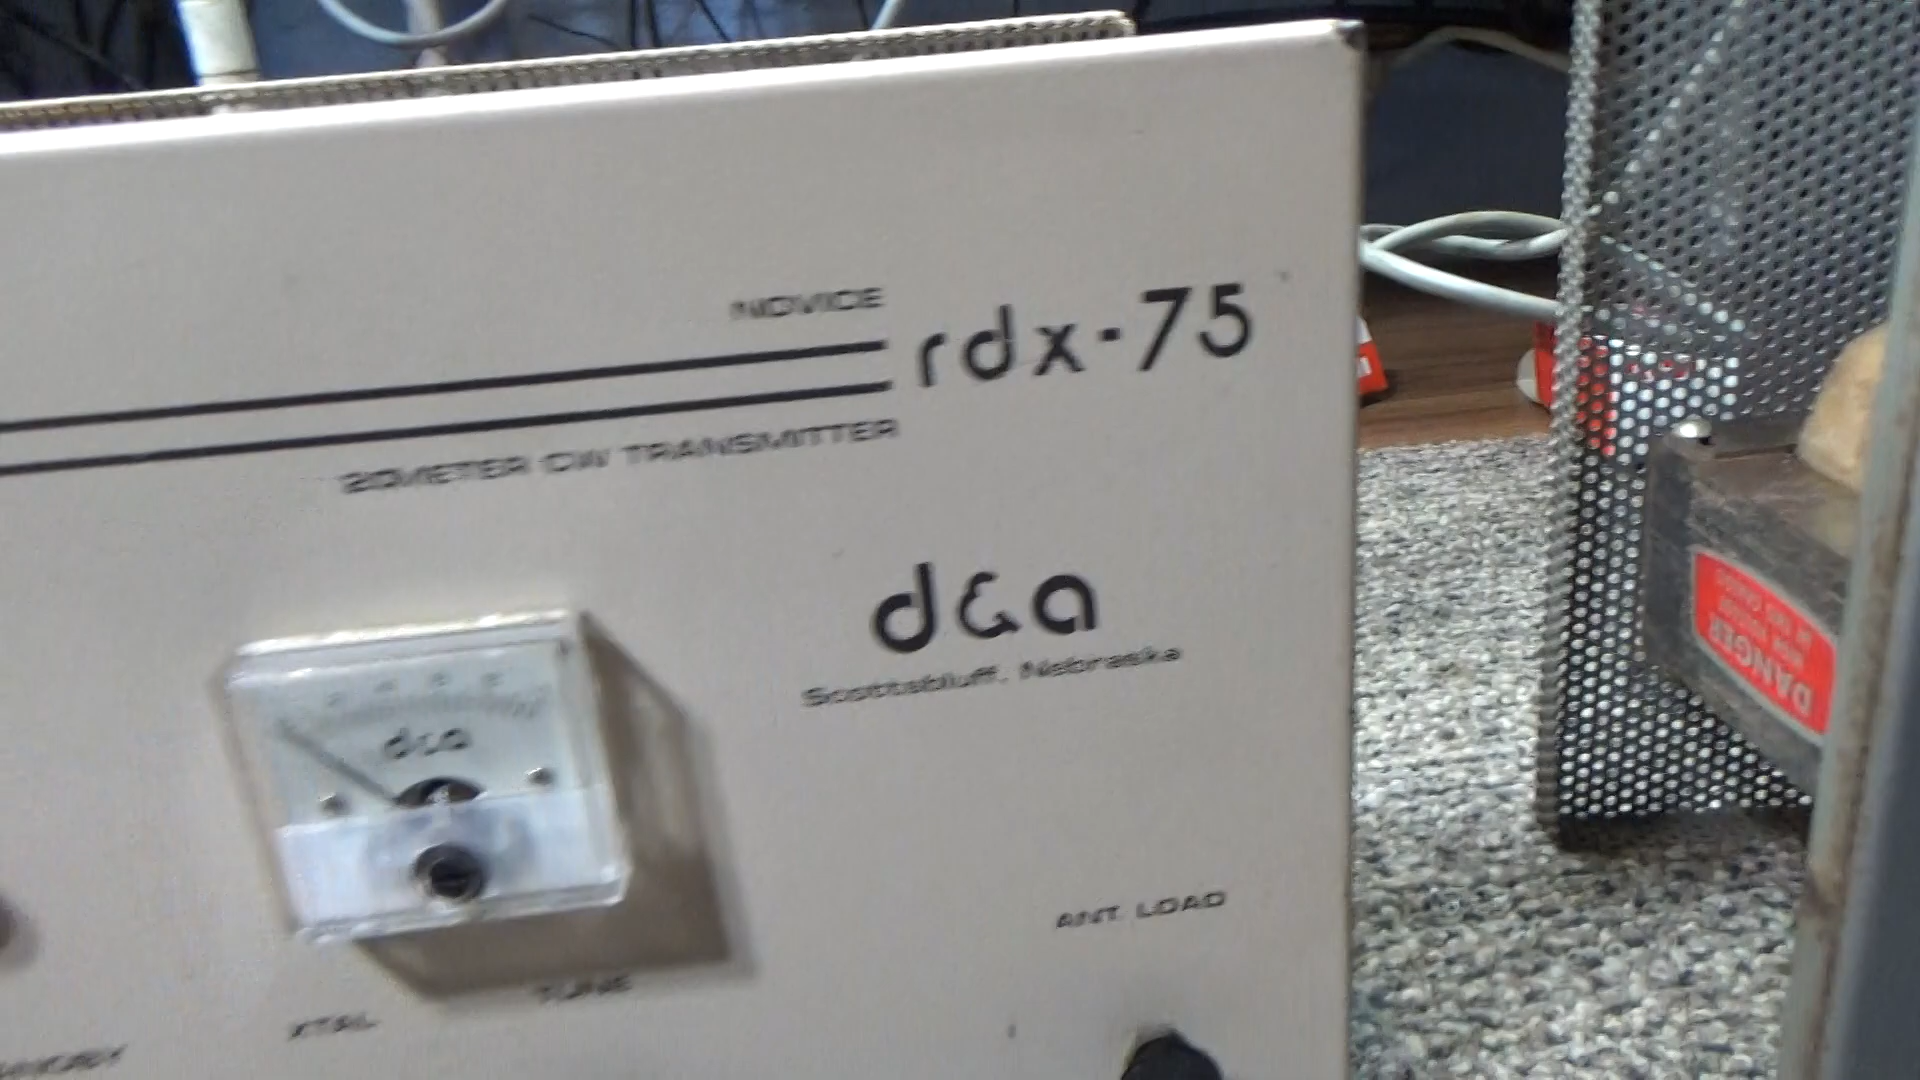 NOVICE
rdx-75
20METER CW TRANSMITTER
d&a
Scottsbluff, Nebraska
d&a
ANT. LOAD
TUNE
XTAL
DANGER